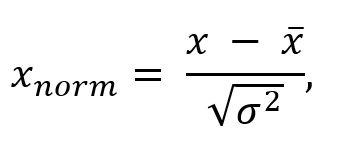 x_norm = (x − x̄) / √σ²,